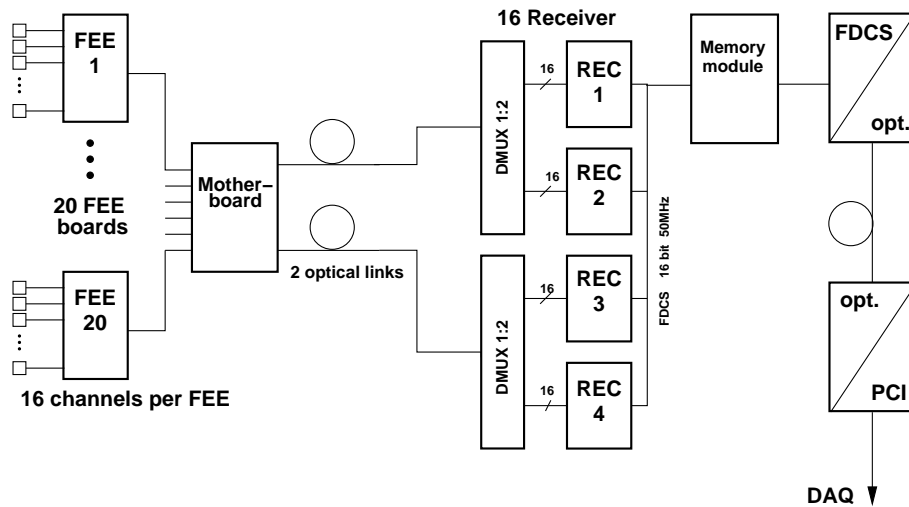 FEE
1
20 FEE
boards
FEE
20
16 channels per FEE
Mother−
board
2 optical links
16 Receiver
DMUX 1:2
16
REC
1
16
REC
2
DMUX 1:2
16
REC
3
16
REC
4
FDCS 16 bit 50MHz
Memory
module
FDCS
opt.
opt.
PCI
DAQ